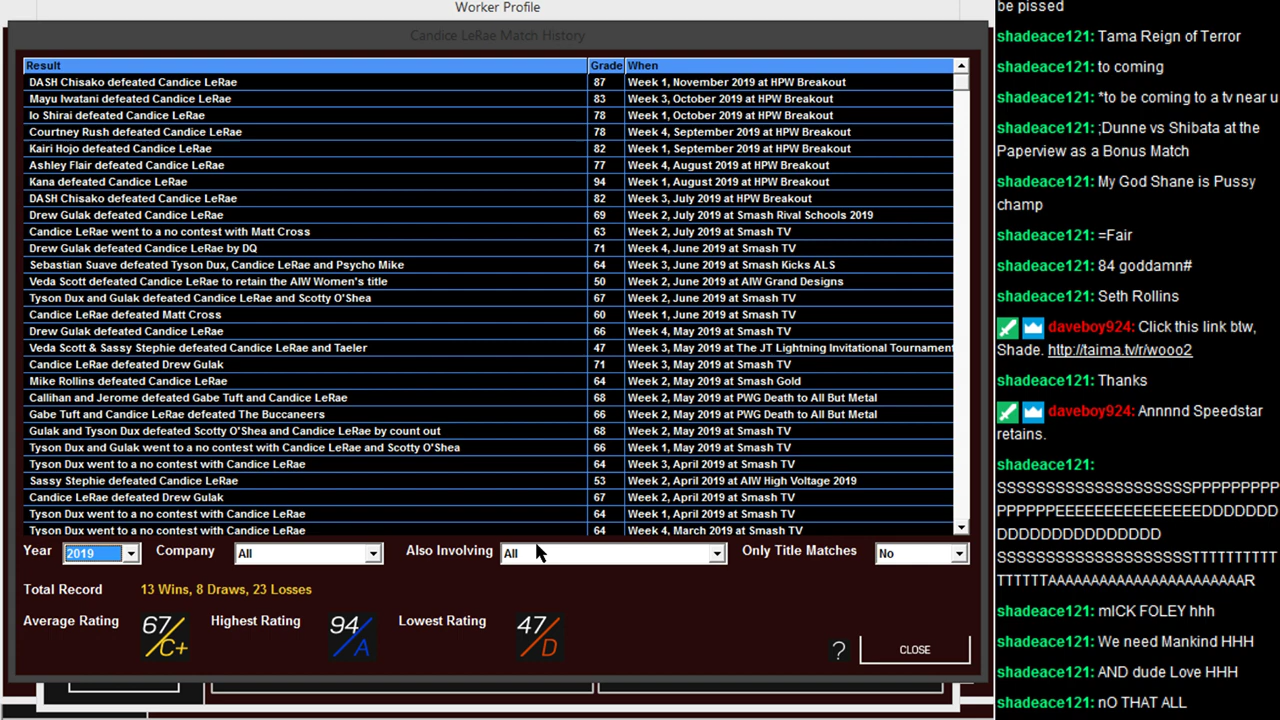 Worker Profile
Candice LeRae Match History
Result Grade When
DASH Chisako defeated Candice LeRae 87 Week 1, November 2019 at HPW Breakout
Mayu Iwatani defeated Candice LeRae 83 Week 3, October 2019 at HPW Breakout
Io Shirai defeated Candice LeRae 78 Week 1, October 2019 at HPW Breakout
Courtney Rush defeated Candice LeRae 78 Week 4, September 2019 at HPW Breakout
Kairi Hojo defeated Candice LeRae 82 Week 1, September 2019 at HPW Breakout
Ashley Flair defeated Candice LeRae 77 Week 4, August 2019 at HPW Breakout
Kana defeated Candice LeRae 94 Week 1, August 2019 at HPW Breakout
DASH Chisako defeated Candice LeRae 82 Week 3, July 2019 at HPW Breakout
Drew Gulak defeated Candice LeRae 69 Week 2, July 2019 at Smash Rival Schools 2019
Candice LeRae went to a no contest with Matt Cross 63 Week 2, July 2019 at Smash TV
Drew Gulak defeated Candice LeRae by DQ 71 Week 4, June 2019 at Smash TV
Sebastian Suave defeated Tyson Dux, Candice LeRae and Psycho Mike 64 Week 3, June 2019 at Smash Kicks ALS
Veda Scott defeated Candice LeRae to retain the AIW Women's title 50 Week 2, June 2019 at AIW Grand Designs
Tyson Dux and Gulak defeated Candice LeRae and Scotty O'Shea 67 Week 2, June 2019 at Smash TV
Candice LeRae defeated Matt Cross 60 Week 1, June 2019 at Smash TV
Drew Gulak defeated Candice LeRae 66 Week 4, May 2019 at Smash TV
Veda Scott & Sassy Stephie defeated Candice LeRae and Taeler 47 Week 3, May 2019 at The JT Lightning Invitational Tournament
Candice LeRae defeated Drew Gulak 71 Week 3, May 2019 at Smash TV
Mike Rollins defeated Candice LeRae 64 Week 2, May 2019 at Smash Gold
Callihan and Jerome defeated Gabe Tuft and Candice LeRae 68 Week 2, May 2019 at PWG Death to All But Metal
Gabe Tuft and Candice LeRae defeated The Buccaneers 66 Week 2, May 2019 at PWG Death to All But Metal
Gulak and Tyson Dux defeated Scotty O'Shea and Candice LeRae by count out 68 Week 2, May 2019 at Smash TV
Tyson Dux and Gulak went to a no contest with Candice LeRae and Scotty O'Shea 66 Week 1, May 2019 at Smash TV
Tyson Dux went to a no contest with Candice LeRae 64 Week 3, April 2019 at Smash TV
Sassy Stephie defeated Candice LeRae 53 Week 2, April 2019 at AIW High Voltage 2019
Candice LeRae defeated Drew Gulak 67 Week 2, April 2019 at Smash TV
Tyson Dux went to a no contest with Candice LeRae 64 Week 1, April 2019 at Smash TV
Tyson Dux went to a no contest with Candice LeRae 64 Week 4, March 2019 at Smash TV
Year 2019 Company All Also Involving All Only Title Matches No
Total Record 13 Wins, 8 Draws, 23 Losses
Average Rating 67/C+ Highest Rating 94/A Lowest Rating 47/D
? CLOSE
be pissed
shadeace121: Tama Reign of Terror
shadeace121: to coming
shadeace121: *to be coming to a tv near u
shadeace121: ;Dunne vs Shibata at the
Paperview as a Bonus Match
shadeace121: My God Shane is Pussy
champ
shadeace121: =Fair
shadeace121: 84 goddamn#
shadeace121: Seth Rollins
daveboy924: Click this link btw,
Shade. http://taima.tv/r/wooo2
shadeace121: Thanks
daveboy924: Annnnd Speedstar
retains.
shadeace121:
SSSSSSSSSSSSSSSSSSSSPPPPPPPPP
PPPPPPEEEEEEEEEEEEEEEDDDDDDD
DDDDDDDDDDDDDDD
SSSSSSSSSSSSSSSSSSSSTTTTTTTTTT
TTTTTTAAAAAAAAAAAAAAAAAAAAAAR
shadeace121: mICK FOLEY hhh
shadeace121: We need Mankind HHH
shadeace121: AND dude Love HHH
shadeace121: nO THAT ALL